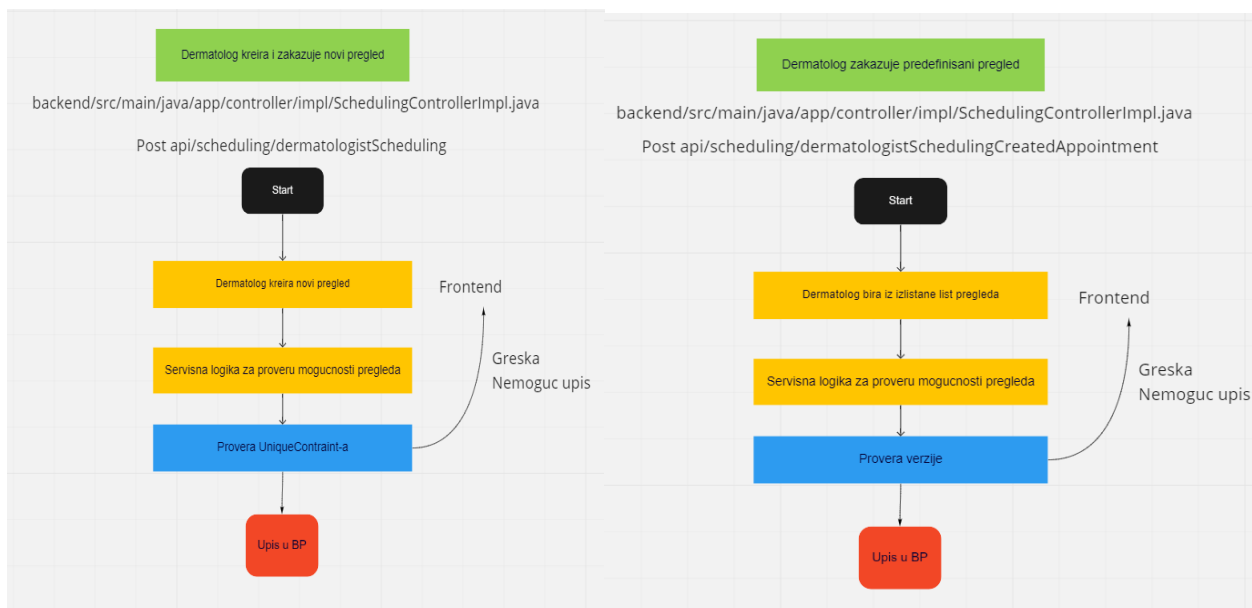 Dermatolog kreira i zakazuje novi pregled
backend/src/main/java/app/controller/impl/SchedulingControllerImpl.java
Post api/scheduling/dermatologistScheduling
Start
Dermatolog kreira novi pregled
Frontend
Servisna logika za proveru mogucnosti pregleda
Greska
Nemoguc upis
Provera UniqueContraint-a
Upis u BP
Dermatolog zakazuje predefinisani pregled
backend/src/main/java/app/controller/impl/SchedulingControllerImpl.java
Post api/scheduling/dermatologistSchedulingCreatedAppointment
Start
Dermatolog bira iz izlistane list pregleda
Frontend
Servisna logika za proveru mogucnosti pregleda
Greska
Nemoguc upis
Provera verzije
Upis u BP